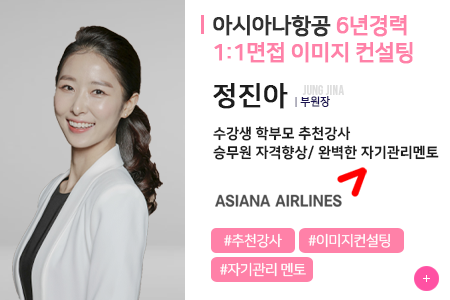 아시아나항공 6년경력
1:1면접 이미지 컨설팅
정진아 JUNG JINA
| 부원장
수강생 학부모 추천강사
승무원 자격향상/ 완벽한 자기관리멘토
ASIANA AIRLINES
#추천강사 #이미지컨설팅
#자기관리 멘토
+